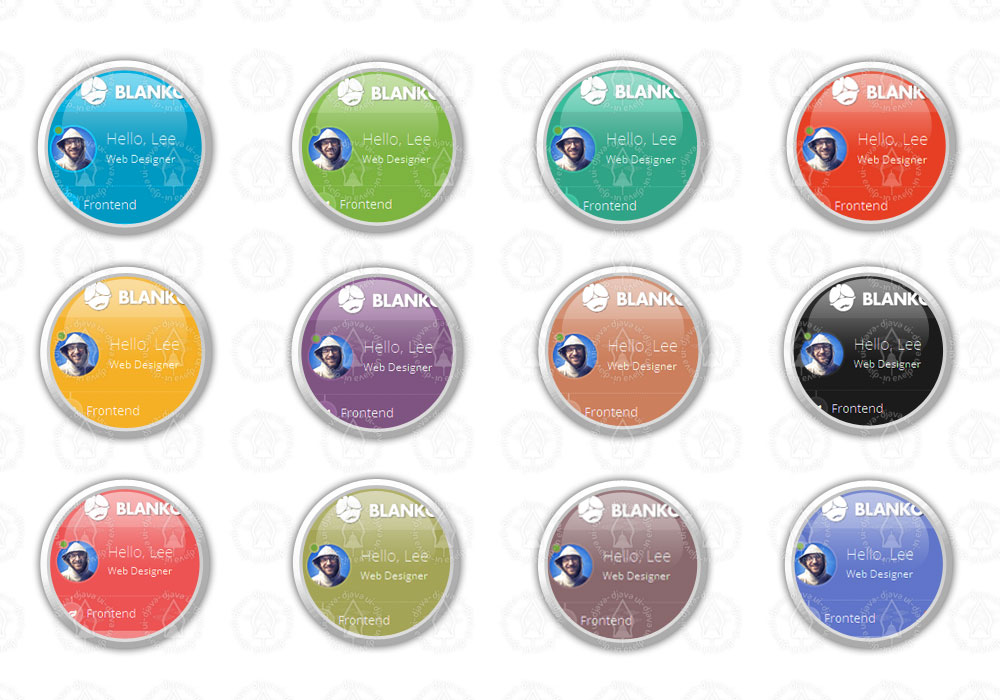 BLANKO
Hello, Lee
Web Designer
Frontend
BLANKO
Hello, Lee
Web Designer
Frontend
BLANKO
Hello, Lee
Web Designer
Frontend
BLANK
Hello, Lee
Web Designer
Frontend
BLANKO
Hello, Lee
Web Designer
Frontend
BLANKO
Hello, Lee
Web Designer
Frontend
BLANKO
Hello, Lee
Web Designer
Frontend
BLANK
Hello, Lee
Web Designer
Frontend
BLANKO
Hello, Lee
Web Designer
Frontend
BLANKO
Hello, Lee
Web Designer
Frontend
BLANKO
Hello, Lee
Web Designer
Frontend
BLANKO
Hello, Lee
Web Designer
Frontend